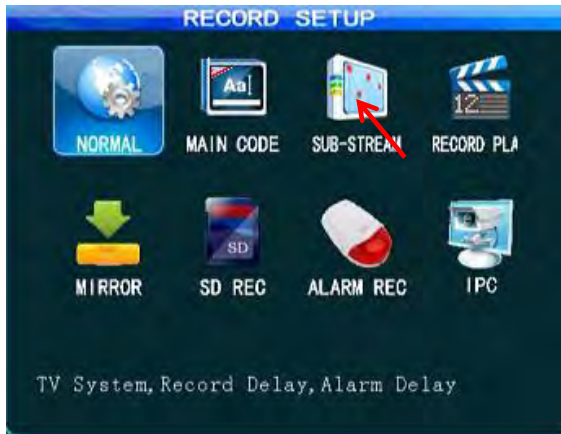 RECORD SETUP
Aa
12
NORMAL MAIN CODE SUB-STREAM RECORD PLA
SD
MIRROR SD REC ALARM REC IPC
TV System,Record Delay,Alarm Delay